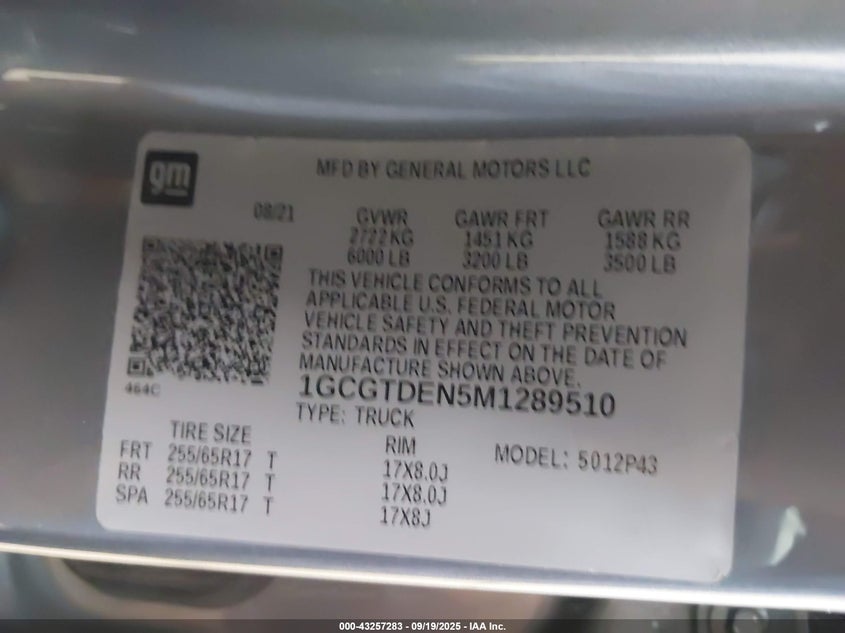 gm
MFD BY GENERAL MOTORS LLC
08/21 GVWR GAWR FRT GAWR RR
2722 KG 1451 KG 1588 KG
6000 LB 3200 LB 3500 LB
THIS VEHICLE CONFORMS TO ALL
APPLICABLE U.S. FEDERAL MOTOR
VEHICLE SAFETY AND THEFT PREVENTION
STANDARDS IN EFFECT ON THE DATE OF
MANUFACTURE SHOWN ABOVE.
464C
1GCGTDEN5M1289510
TYPE: TRUCK
TIRE SIZE RIM MODEL: 5012P43
FRT 255/65R17 T 17X8.0J
RR 255/65R17 T 17X8.0J
SPA 255/65R17 T 17X8J
000-43257283 - 09/19/2025 - IAA Inc.